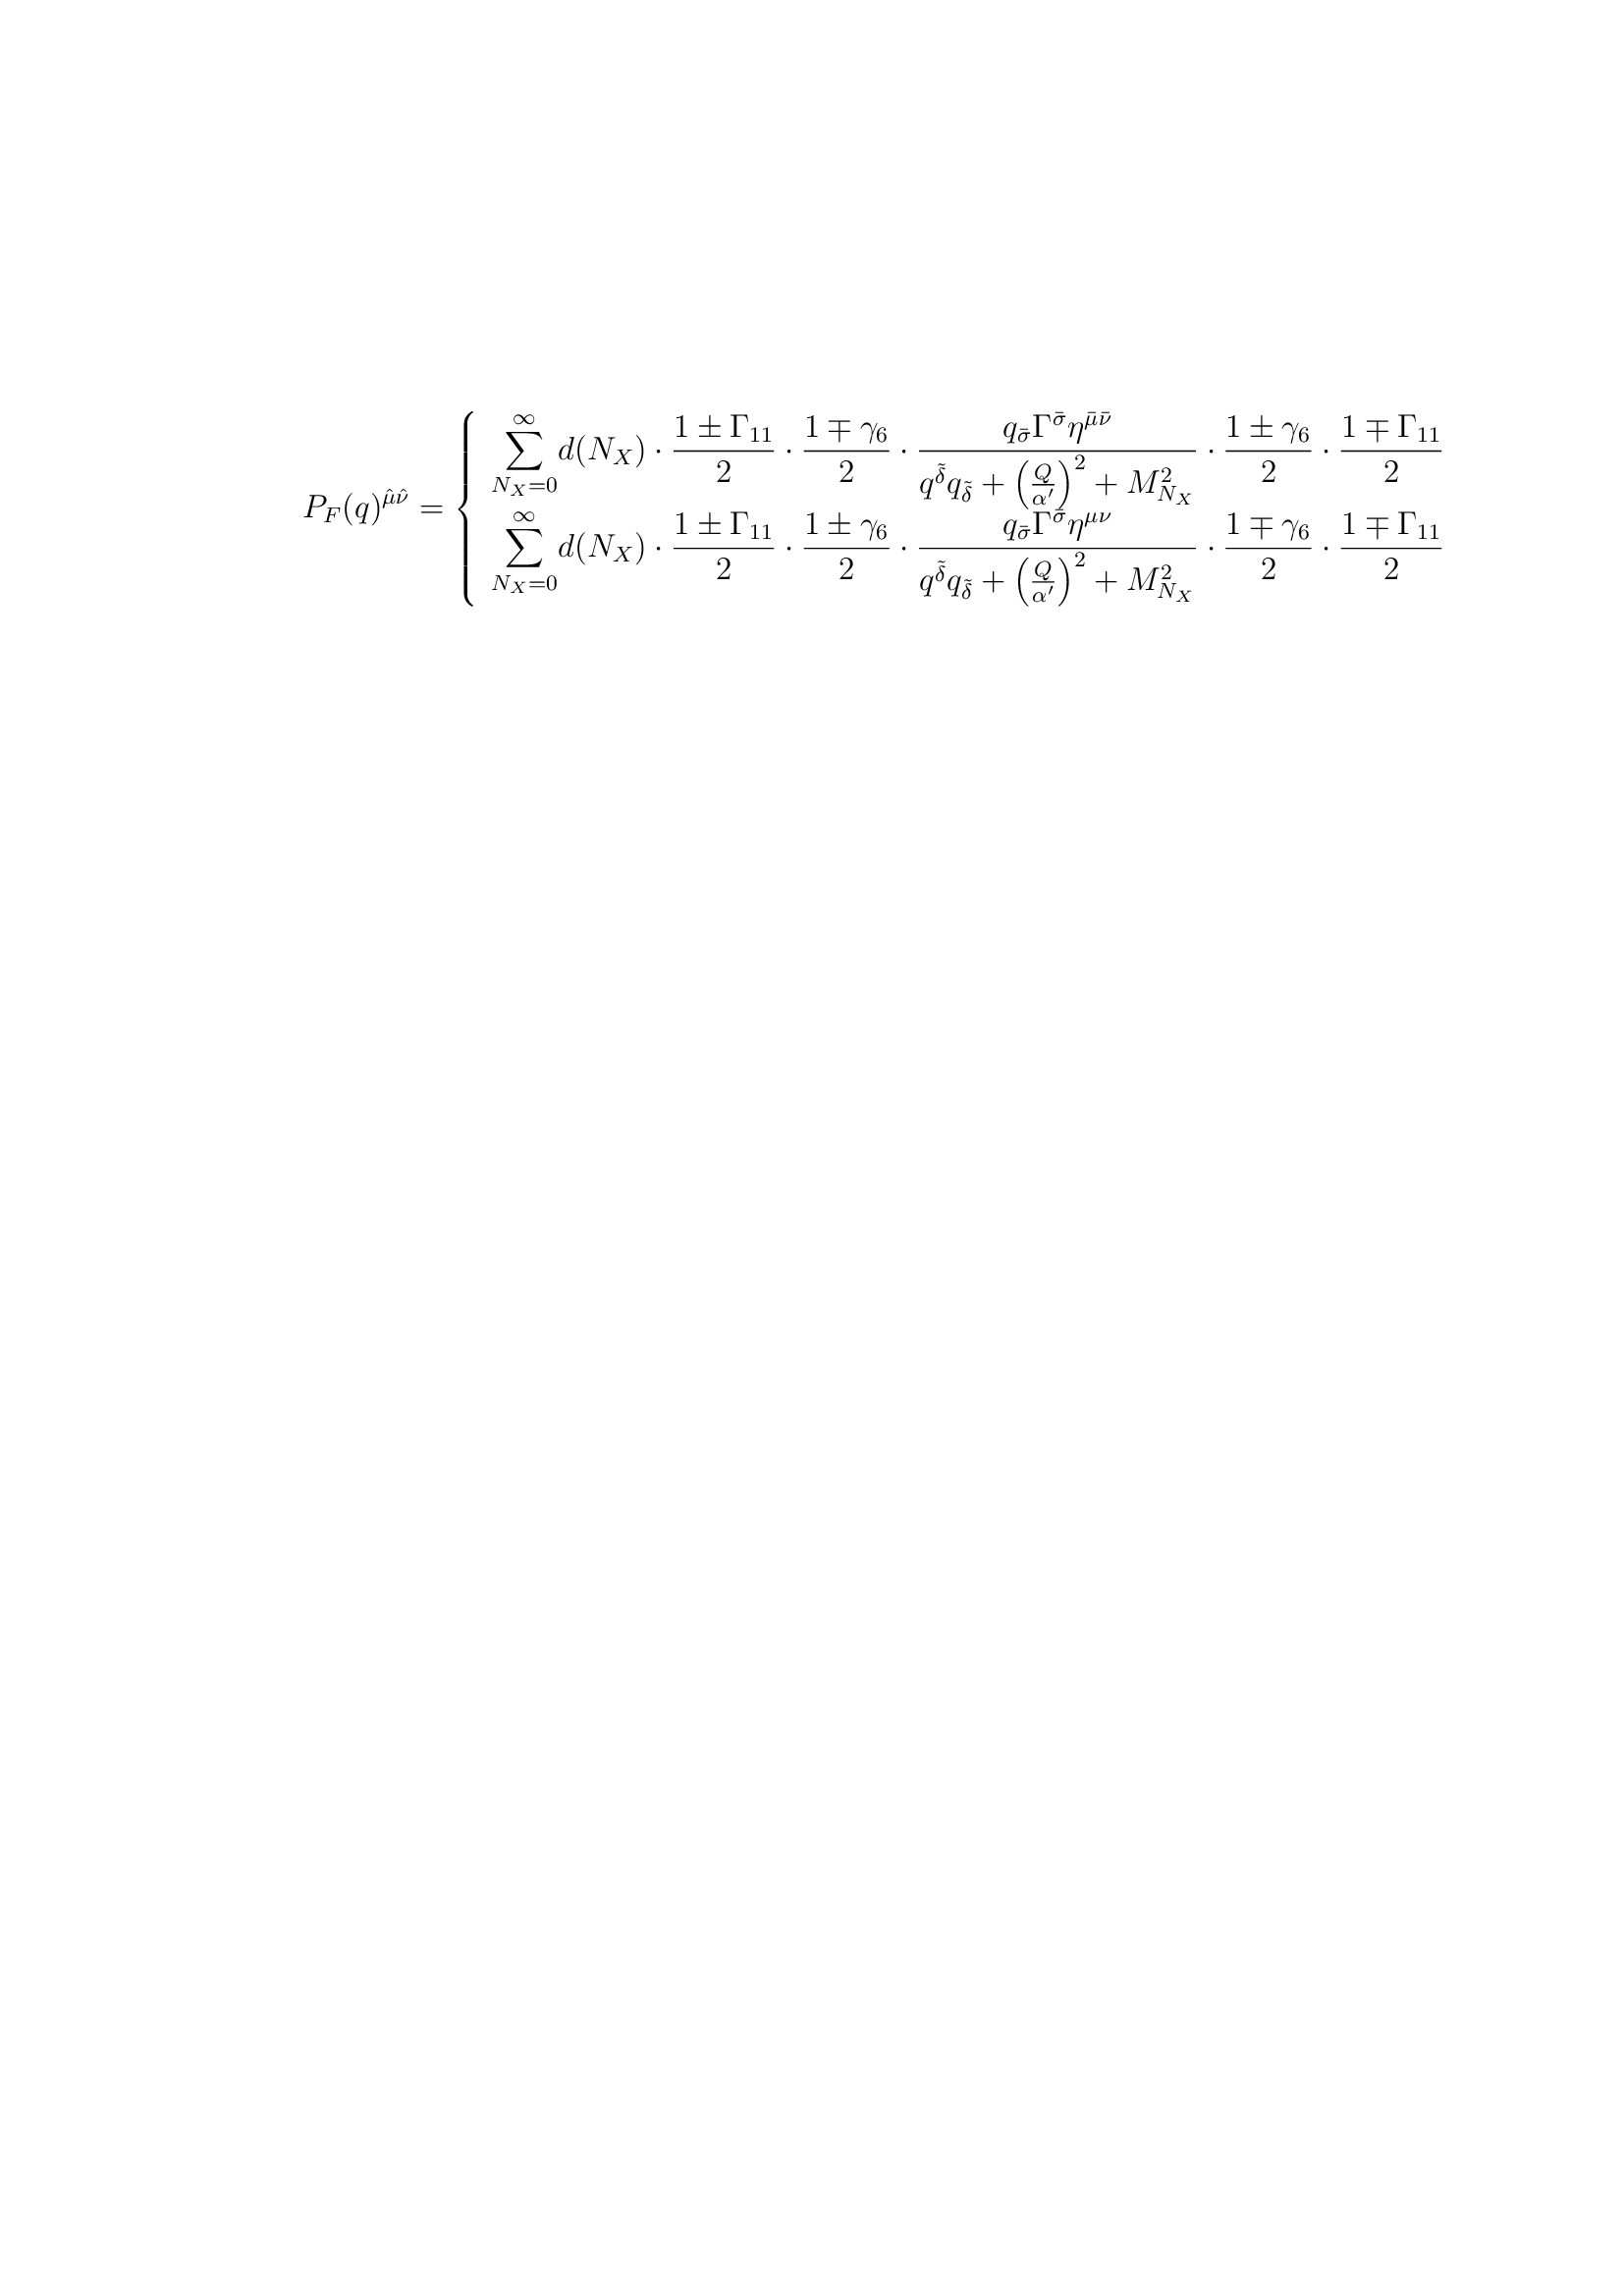 $$P_F(q)^{\hat{\mu}\hat{\nu}} = \left\{ \begin{array}{l} \displaystyle\sum_{N_X=0}^{\infty} d(N_X) \cdot \frac{1 \pm \Gamma_{11}}{2} \cdot \frac{1 \mp \gamma_6}{2} \cdot \frac{q_{\bar{\sigma}} \Gamma^{\bar{\sigma}} \eta^{\bar{\mu}\bar{\nu}}}{q^{\tilde{\delta}} q_{\tilde{\delta}} + \left(\frac{Q}{\alpha'}\right)^2 + M_{N_X}^2} \cdot \frac{1 \pm \gamma_6}{2} \cdot \frac{1 \mp \Gamma_{11}}{2} \\ \displaystyle\sum_{N_X=0}^{\infty} d(N_X) \cdot \frac{1 \pm \Gamma_{11}}{2} \cdot \frac{1 \pm \gamma_6}{2} \cdot \frac{q_{\bar{\sigma}} \Gamma^{\bar{\sigma}} \eta^{\mu\nu}}{q^{\tilde{\delta}} q_{\tilde{\delta}} + \left(\frac{Q}{\alpha'}\right)^2 + M_{N_X}^2} \cdot \frac{1 \mp \gamma_6}{2} \cdot \frac{1 \mp \Gamma_{11}}{2} \end{array} \right.$$